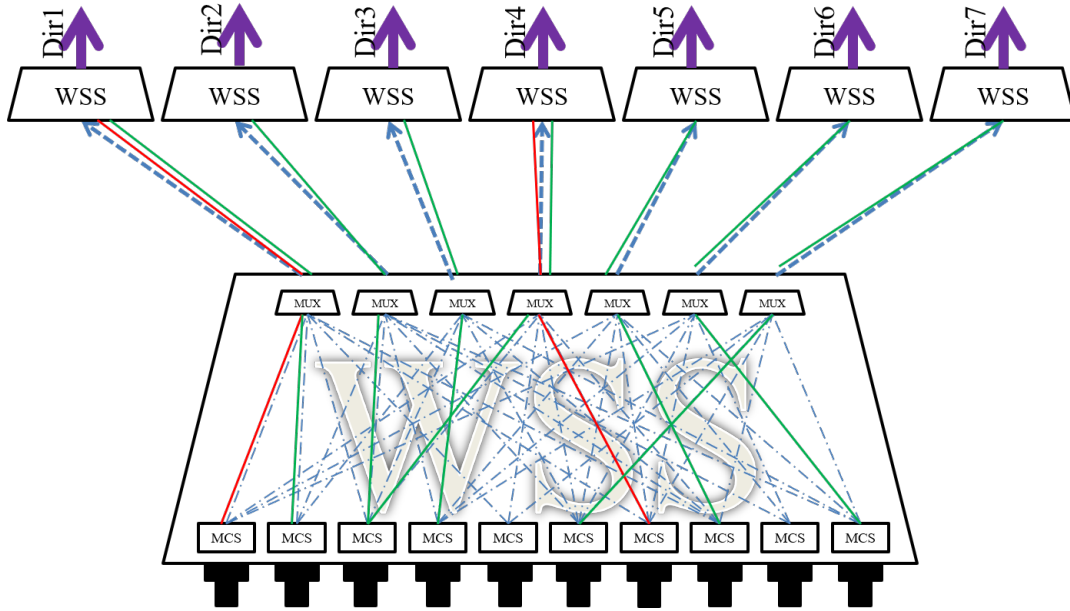 Dir1 Dir2 Dir3 Dir4 Dir5 Dir6 Dir7
WSS WSS WSS WSS WSS WSS WSS
MUX MUX MUX MUX MUX MUX MUX
WSS
MCS MCS MCS MCS MCS MCS MCS MCS MCS MCS